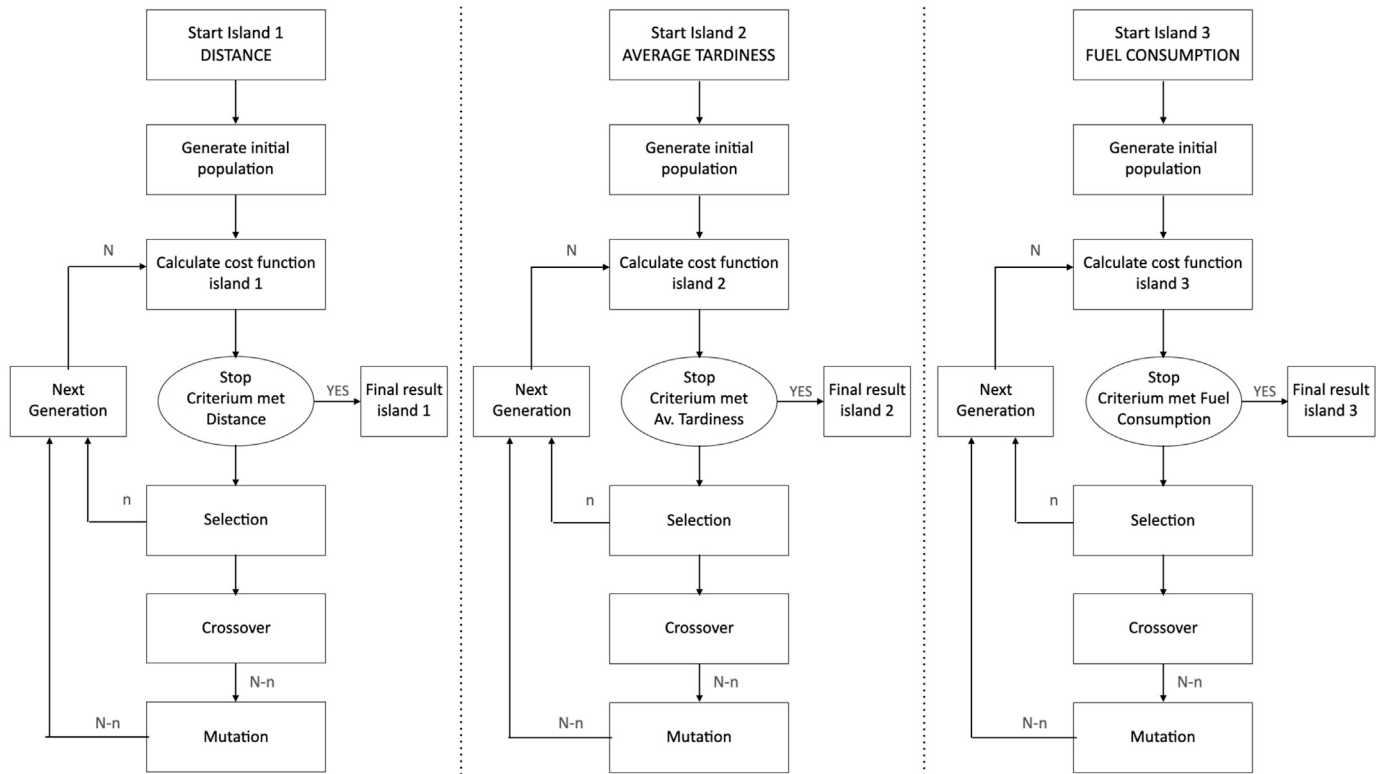 Start Island 1
DISTANCE
Generate initial
population
N
Calculate cost function
island 1
Next
Generation
Stop
Criterium met
Distance
YES
Final result
island 1
n
Selection
Crossover
N-n
N-n
Mutation
Start Island 2
AVERAGE TARDINESS
Generate initial
population
N
Calculate cost function
island 2
Next
Generation
Stop
Criterium met
Av. Tardiness
YES
Final result
island 2
n
Selection
Crossover
N-n
N-n
Mutation
Start Island 3
FUEL CONSUMPTION
Generate initial
population
N
Calculate cost function
island 3
Next
Generation
Stop
Criterium met Fuel
Consumption
YES
Final result
island 3
n
Selection
Crossover
N-n
N-n
Mutation